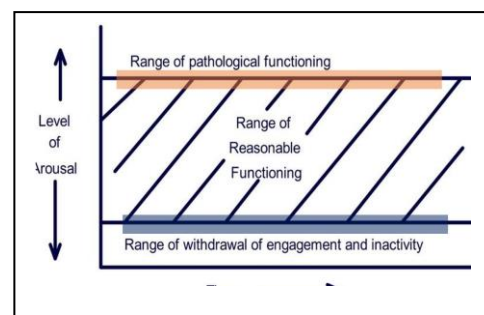 Range of pathological functioning
Level
of
Arousal
Range of
Reasonable
Functioning
Range of withdrawal of engagement and inactivity